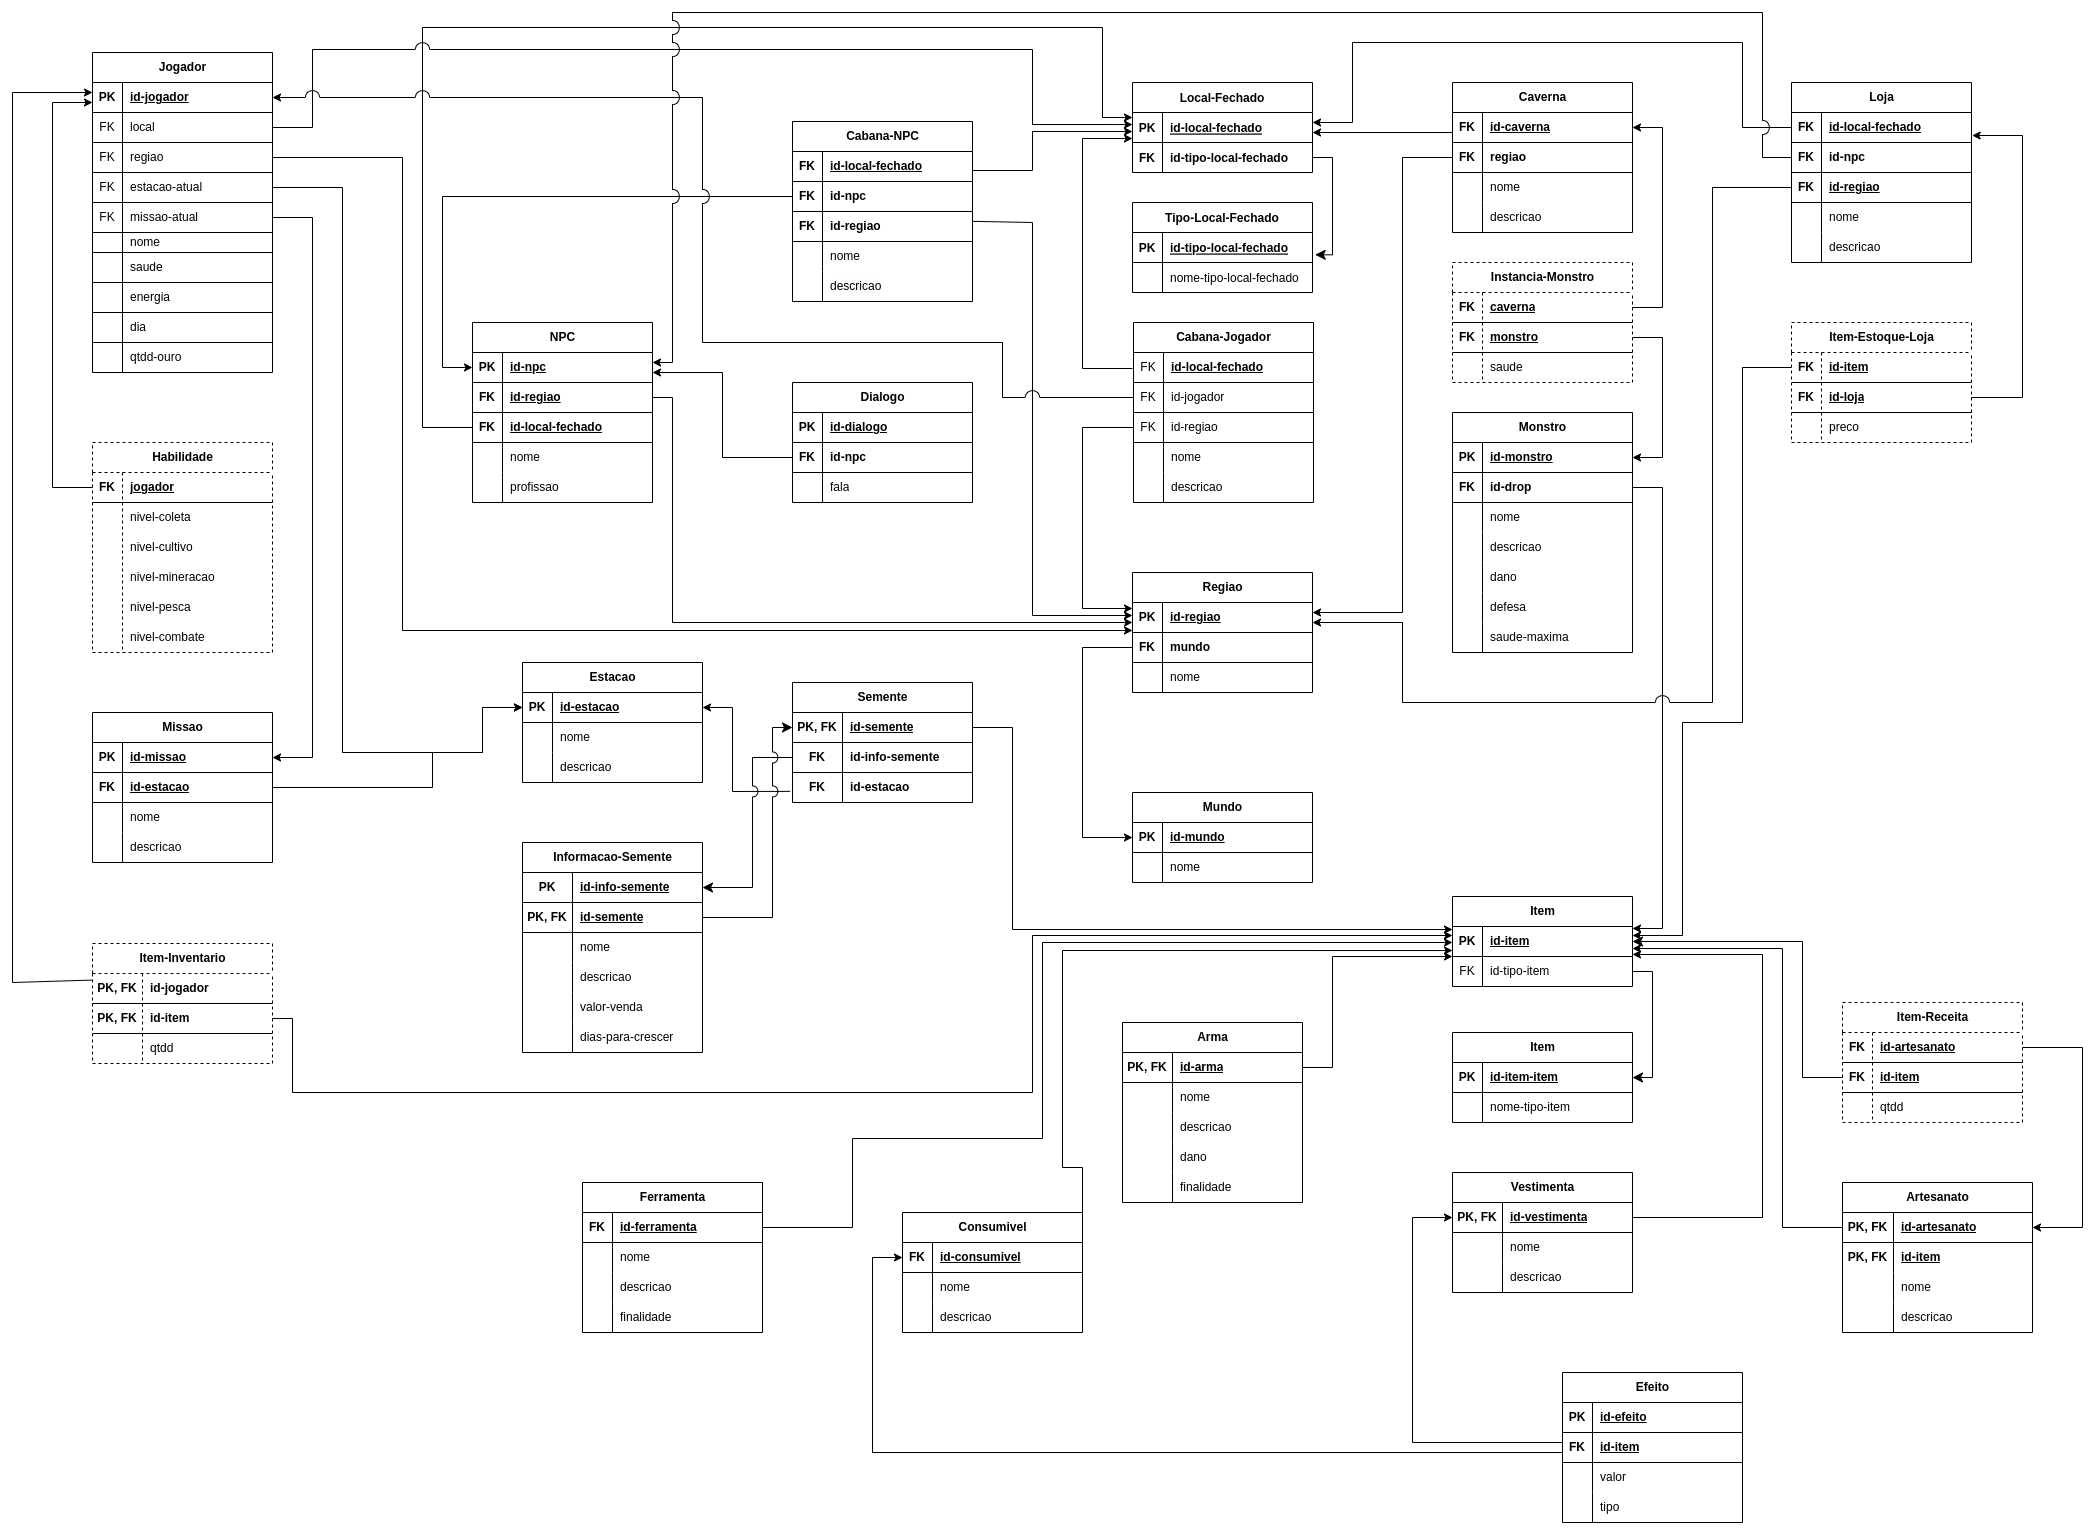 Jogador
PK id-jogador
FK local
FK regiao
FK estacao-atual
FK missao-atual
nome
saude
energia
dia
qtdd-ouro
Habilidade
FK jogador
nivel-coleta
nivel-cultivo
nivel-mineracao
nivel-pesca
nivel-combate
Missao
PK id-missao
FK id-estacao
nome
descricao
Item-Inventario
PK, FK id-jogador
PK, FK id-item
qtdd
NPC
PK id-npc
FK id-regiao
FK id-local-fechado
nome
profissao
Estacao
PK id-estacao
nome
descricao
Informacao-Semente
PK id-info-semente
PK, FK id-semente
nome
descricao
valor-venda
dias-para-crescer
Ferramenta
FK id-ferramenta
nome
descricao
finalidade
Cabana-NPC
FK id-local-fechado
FK id-npc
FK id-regiao
nome
descricao
Dialogo
PK id-dialogo
FK id-npc
fala
Semente
PK, FK id-semente
FK id-info-semente
FK id-estacao
Consumivel
FK id-consumivel
nome
descricao
Local-Fechado
PK id-local-fechado
FK id-tipo-local-fechado
Tipo-Local-Fechado
PK id-tipo-local-fechado
nome-tipo-local-fechado
Cabana-Jogador
FK id-local-fechado
FK id-jogador
FK id-regiao
nome
descricao
Regiao
PK id-regiao
FK mundo
nome
Mundo
PK id-mundo
nome
Arma
PK, FK id-arma
nome
descricao
dano
finalidade
Caverna
FK id-caverna
FK regiao
nome
descricao
Instancia-Monstro
FK caverna
FK monstro
saude
Monstro
PK id-monstro
FK id-drop
nome
descricao
dano
defesa
saude-maxima
Item
PK id-item
FK id-tipo-item
Item
PK id-item-item
nome-tipo-item
Vestimenta
PK, FK id-vestimenta
nome
descricao
Efeito
PK id-efeito
FK id-item
valor
tipo
Loja
FK id-local-fechado
FK id-npc
FK id-regiao
nome
descricao
Item-Estoque-Loja
FK id-item
FK id-loja
preco
Item-Receita
FK id-artesanato
FK id-item
qtdd
Artesanato
PK, FK id-artesanato
PK, FK id-item
nome
descricao